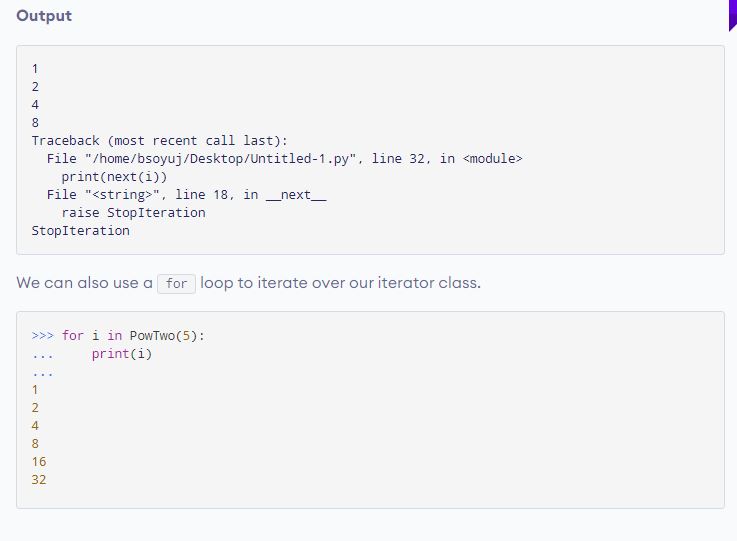 Output
1
2
4
8
Traceback (most recent call last):
  File "/home/bsoyuj/Desktop/Untitled-1.py", line 32, in <module>
    print(next(i))
  File "<string>", line 18, in __next__
    raise StopIteration
StopIteration
We can also use a for loop to iterate over our iterator class.
>>> for i in PowTwo(5):
...     print(i)
...
1
2
4
8
16
32